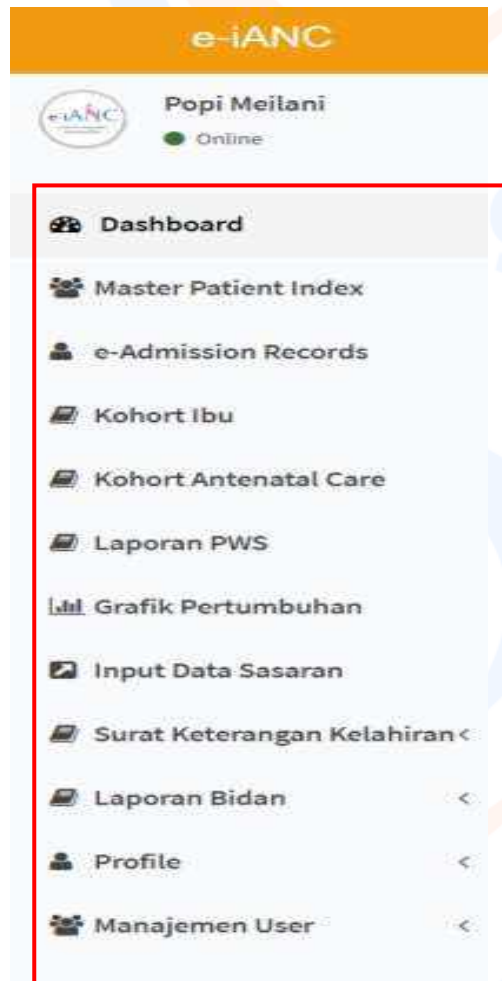 e-iANC
e-iANC
Popi Meilani
Online
Dashboard
Master Patient Index
e-Admission Records
Kohort Ibu
Kohort Antenatal Care
Laporan PWS
Grafik Pertumbuhan
Input Data Sasaran
Surat Keterangan Kelahiran <
Laporan Bidan <
Profile <
Manajemen User <